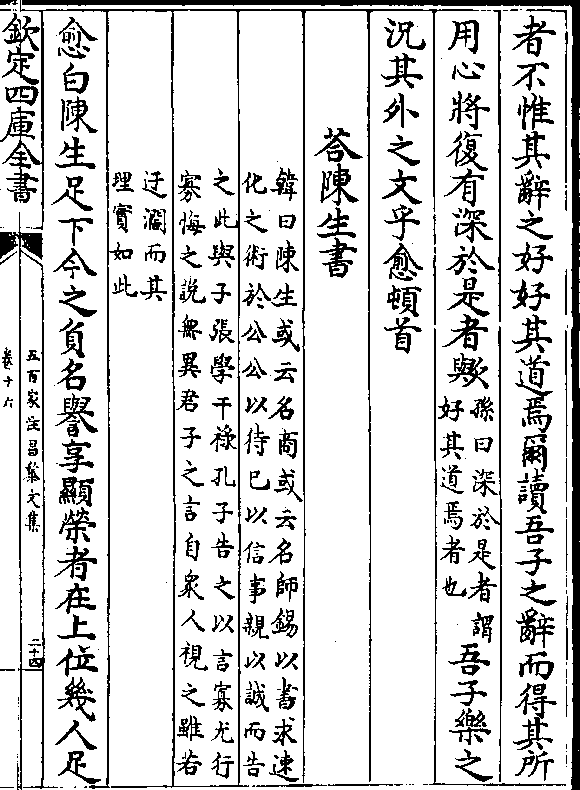 者不惟其辭之好好其道焉爾讀吾子之辭而得其所
用心將復有深於是者歟
孫曰深於是者謂
好其道焉者也
吾子樂之
況其外之文乎愈頓首
荅陳生書
韓曰陳生或云名商或云名師錫以書求速
化之術於公公以待已以信事親以誠而告
之此與子張學干祿孔子告之以言寡尤行
寡悔之說無異君子之言自衆人視之雖若
迂濶而其
理實如此
愈白陳生足下今之負名譽享顯榮者在上位幾人足
欽定四庫全書
五百家注昌黎文集
卷十六
二十四